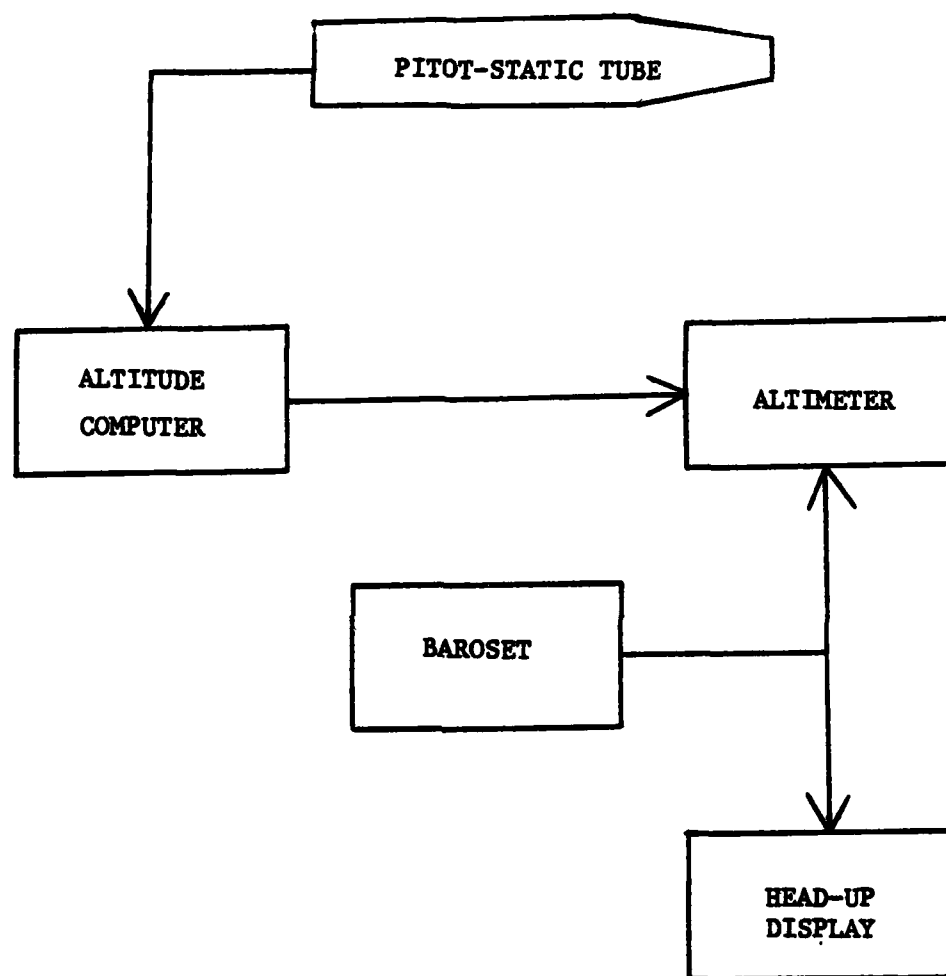 PITOT-STATIC TUBE
ALTITUDE
COMPUTER
ALTIMETER
BAROSET
HEAD-UP
DISPLAY